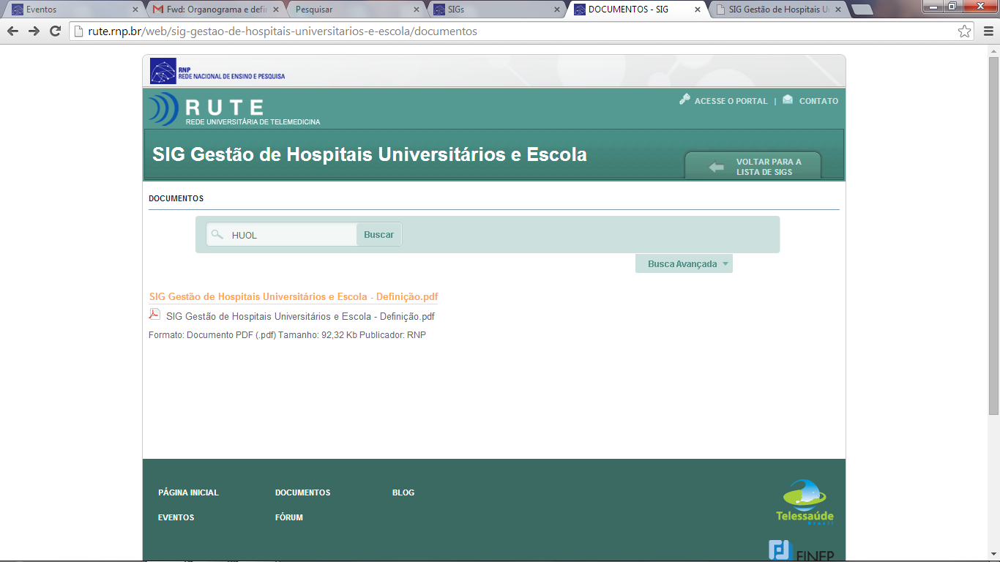 Eventos
Fwd: Organograma e defi
Pesquisar
SIGs
DOCUMENTOS - SIG
SIG Gestão de Hospitais U
rute.rnp.br/web/sig-gestao-de-hospitais-universitarios-e-escola/documentos
RNP
REDE NACIONAL DE ENSINO E PESQUISA
RUTE
REDE UNIVERSITÁRIA DE TELEMEDICINA
ACESSE O PORTAL | CONTATO
SIG Gestão de Hospitais Universitários e Escola
VOLTAR PARA A
LISTA DE SIGS
DOCUMENTOS
HUOL
Buscar
Busca Avançada
SIG Gestão de Hospitais Universitários e Escola - Definição.pdf
SIG Gestão de Hospitais Universitários e Escola - Definição.pdf
Formato: Documento PDF (.pdf) Tamanho: 92,32 Kb Publicador: RNP
PÁGINA INICIAL
DOCUMENTOS
BLOG
EVENTOS
FÓRUM
Telessaúde
Brasil
FINEP